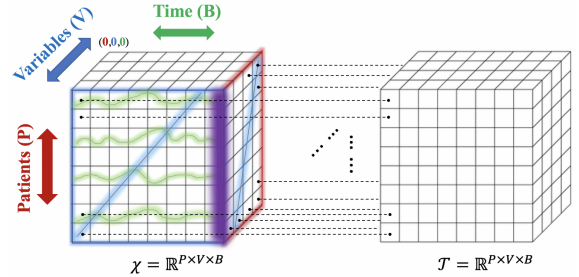 Time (B)
Variables (V)
(0,0,0)
Patients (P)
χ = ℝ^{P×V×B}
𝒯 = ℝ^{P×V×B}